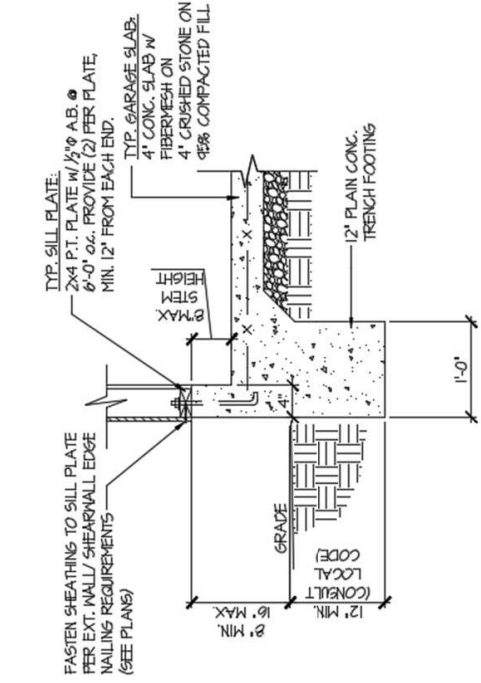 TYP. SILL PLATE:
2x4 P.T. PLATE W/ ½"Φ A.B. @
6'-0" o.c. PROVIDE (2) PER PLATE,
MIN. 12" FROM EACH END.
TYP. GARAGE SLAB:
4" CONC. SLAB W/
FIBERMESH ON
4" CRUSHED STONE ON
95% COMPACTED FILL
FASTEN SHEATHING TO SILL PLATE
PER EXT. WALL/ SHEARWALL EDGE
NAILING REQUIREMENTS
(SEE PLANS)
8" MAX.
STEM
HEIGHT
X
X
4"
GRADE
8" MIN.
16" MAX.
12" MIN.
(CONSULT
LOCAL
CODE)
12" PLAIN CONC.
TRENCH FOOTING
1'-0"